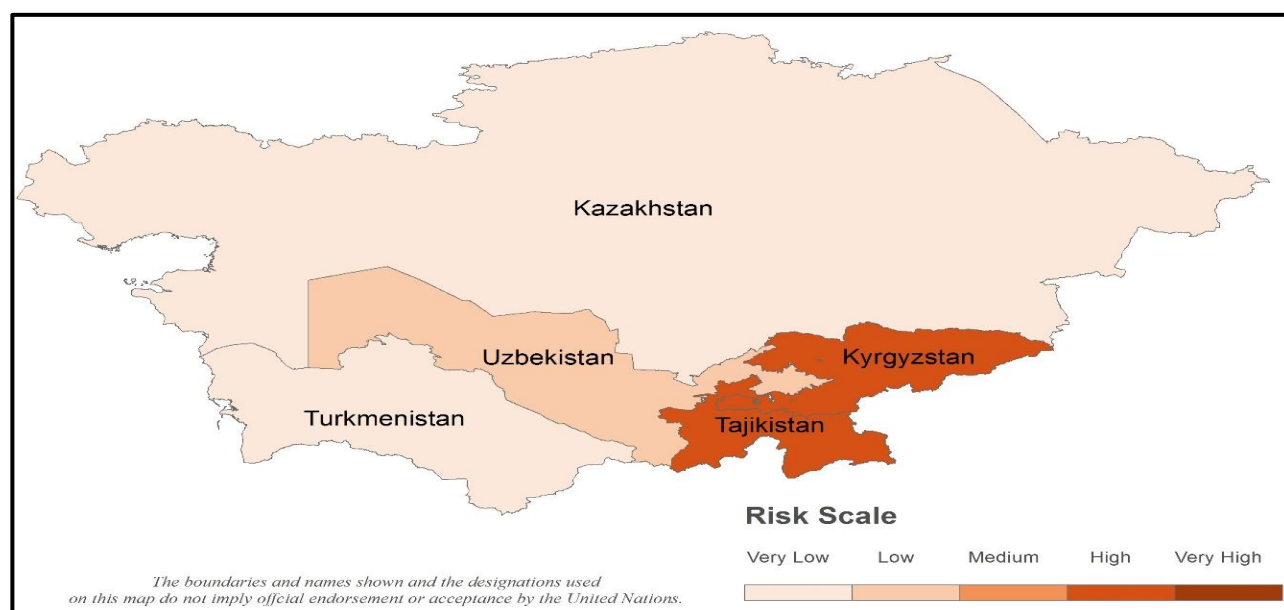 Kazakhstan
Uzbekistan
Kyrgyzstan
Turkmenistan
Tajikistan
Risk Scale
Very Low Low Medium High Very High
The boundaries and names shown and the designations used
on this map do not imply offcial endorsement or acceptance by the United Nations.